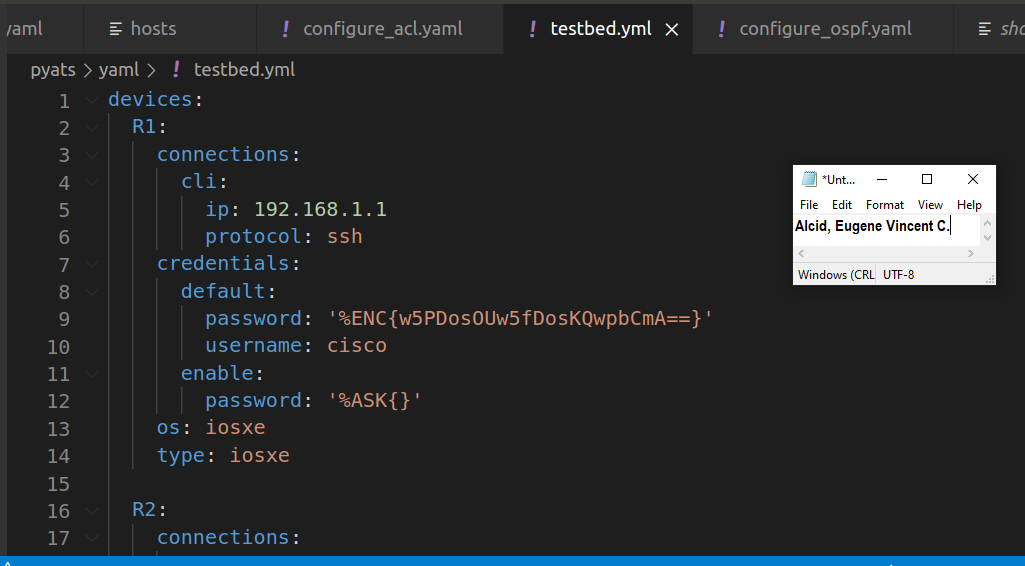 yaml hosts ! configure_acl.yaml ! testbed.yml × ! configure_ospf.yaml
pyats > yaml > ! testbed.yml
1 devices:
2 R1:
3 connections:
4 cli:
5 ip: 192.168.1.1
6 protocol: ssh
7 credentials:
8 default:
9 password: '%ENC{w5PDosOUw5fDosKQwpbCmA==}'
10 username: cisco
11 enable:
12 password: '%ASK{}'
13 os: iosxe
14 type: iosxe
15
16 R2:
17 connections:
*Unt...
File Edit Format View Help
Alcid, Eugene Vincent C.
Windows (CRL UTF-8